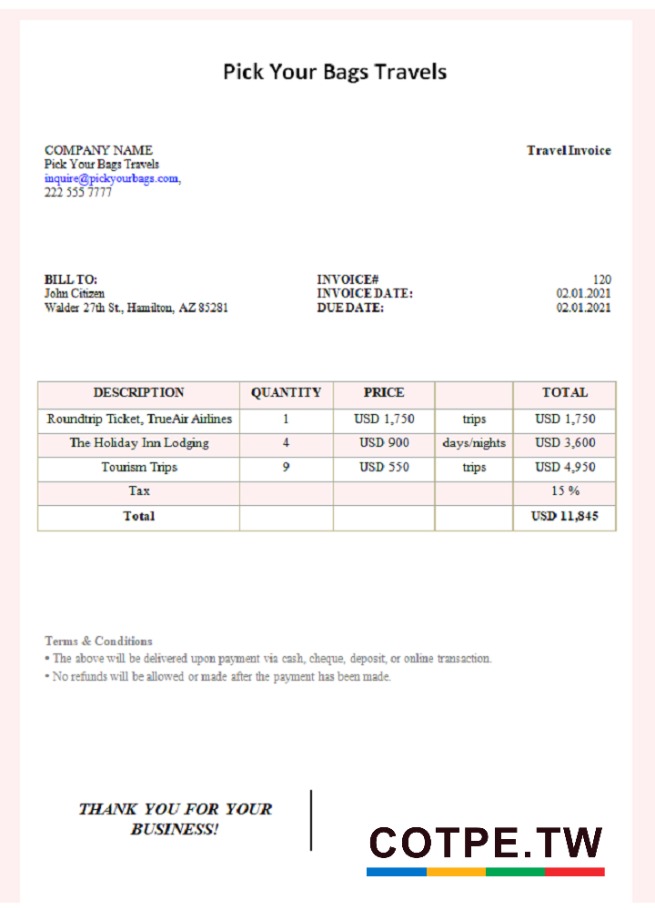 Pick Your Bags Travels
COMPANY NAME
Pick Your Bags Travels
inquire@pickyourbags.com,
222 555 7777
Travel Invoice
BILL TO:
John Citizen
Walder 27th St., Hamilton, AZ 85281
INVOICE# 120
INVOICE DATE: 02.01.2021
DUE DATE: 02.01.2021
DESCRIPTION QUANTITY PRICE TOTAL
Roundtrip Ticket, TrueAir Airlines 1 USD 1,750 trips USD 1,750
The Holiday Inn Lodging 4 USD 900 days/nights USD 3,600
Tourism Trips 9 USD 550 trips USD 4,950
Tax 15 %
Total USD 11,845
Terms & Conditions
• The above will be delivered upon payment via cash, cheque, deposit, or online transaction.
• No refunds will be allowed or made after the payment has been made.
THANK YOU FOR YOUR
BUSINESS!
COTPE.TW